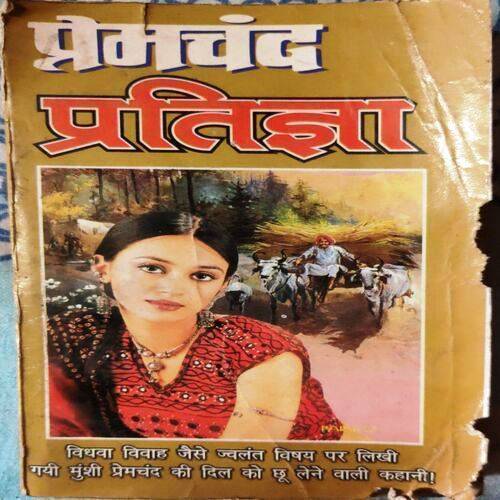 प्रेमचंद
प्रतिज्ञा
विधवा विवाह जैसे ज्वलंत विषय पर लिखी
गयी मुंशी प्रेमचंद की दिल को छू लेने वाली कहानी!